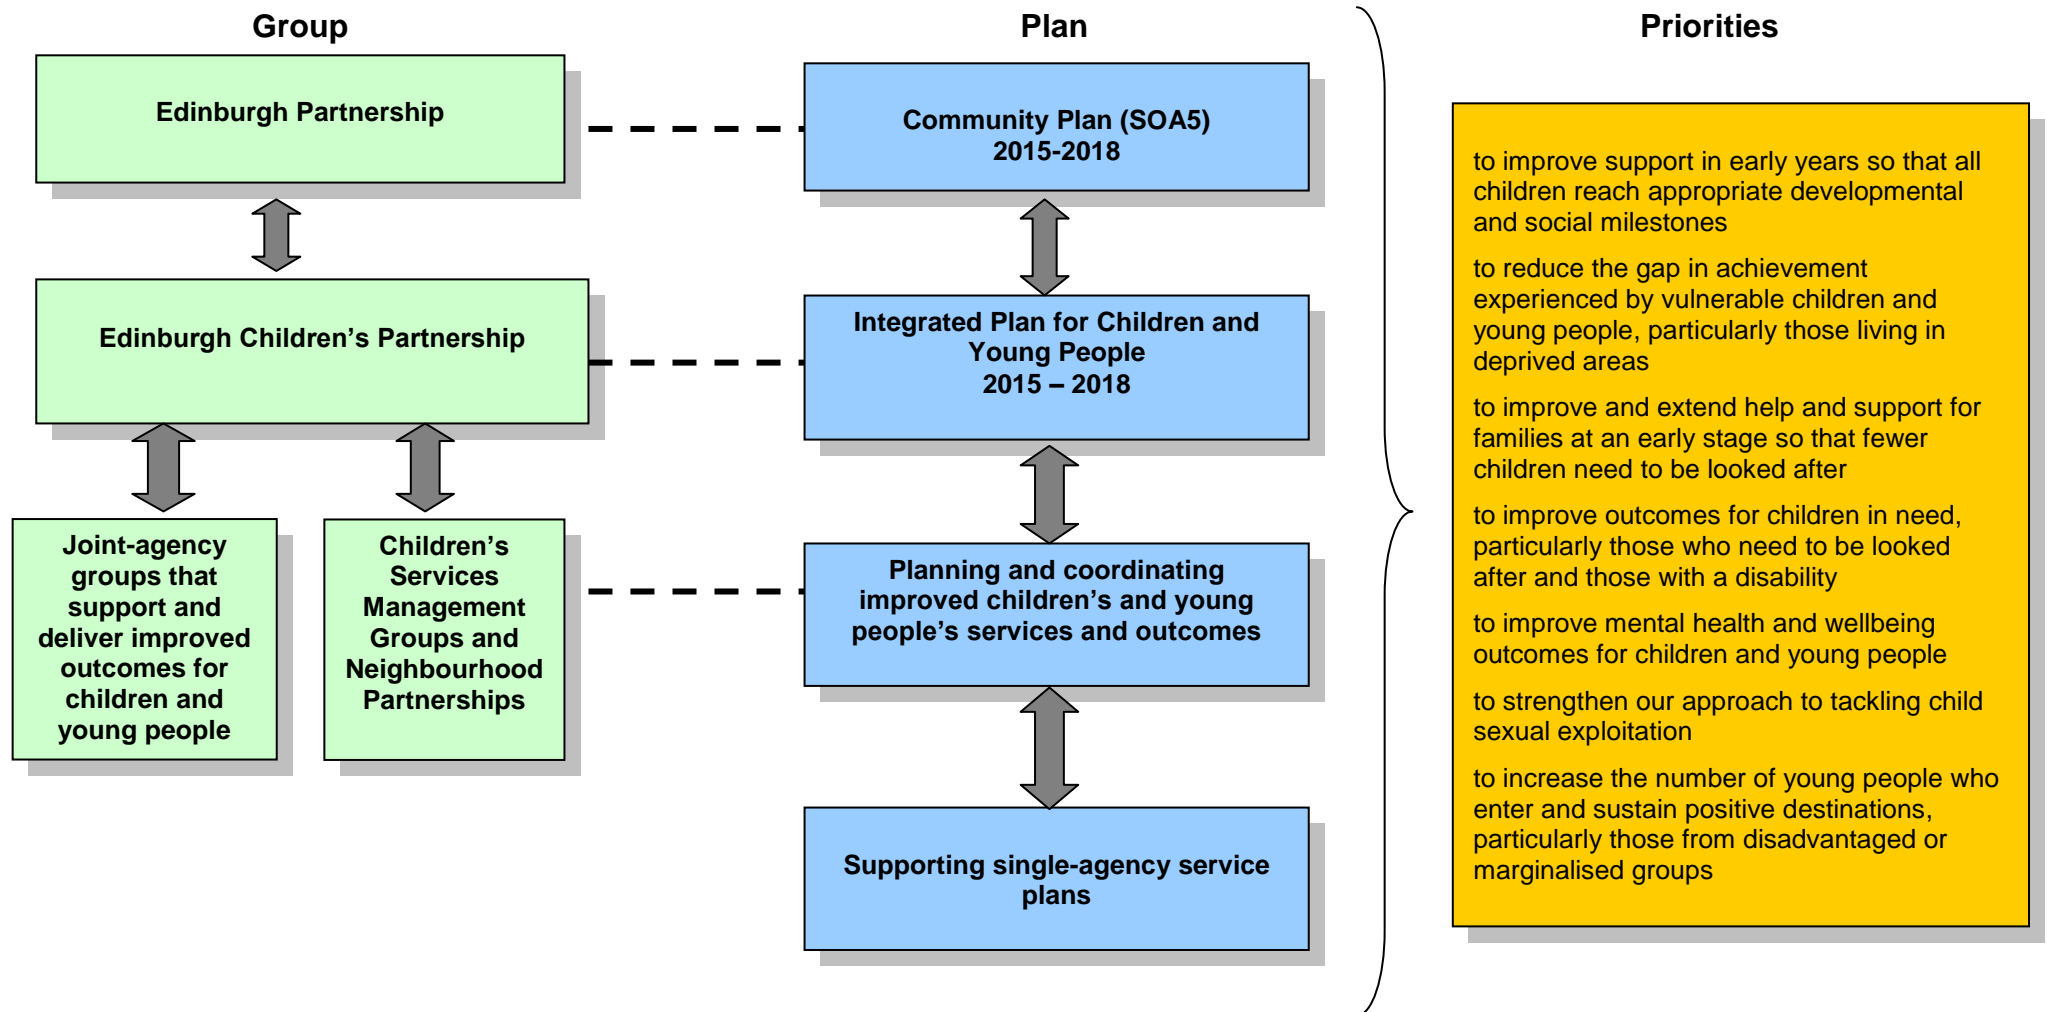 Group
Edinburgh Partnership
Edinburgh Children’s Partnership
Joint-agency
groups that
support and
deliver improved
outcomes for
children and
young people
Children’s
Services
Management
Groups and
Neighbourhood
Partnerships
Plan
Community Plan (SOA5)
2015-2018
Integrated Plan for Children and
Young People
2015 – 2018
Planning and coordinating
improved children’s and young
people’s services and outcomes
Supporting single-agency service
plans
Priorities
to improve support in early years so that all
children reach appropriate developmental
and social milestones
to reduce the gap in achievement
experienced by vulnerable children and
young people, particularly those living in
deprived areas
to improve and extend help and support for
families at an early stage so that fewer
children need to be looked after
to improve outcomes for children in need,
particularly those who need to be looked
after and those with a disability
to improve mental health and wellbeing
outcomes for children and young people
to strengthen our approach to tackling child
sexual exploitation
to increase the number of young people who
enter and sustain positive destinations,
particularly those from disadvantaged or
marginalised groups